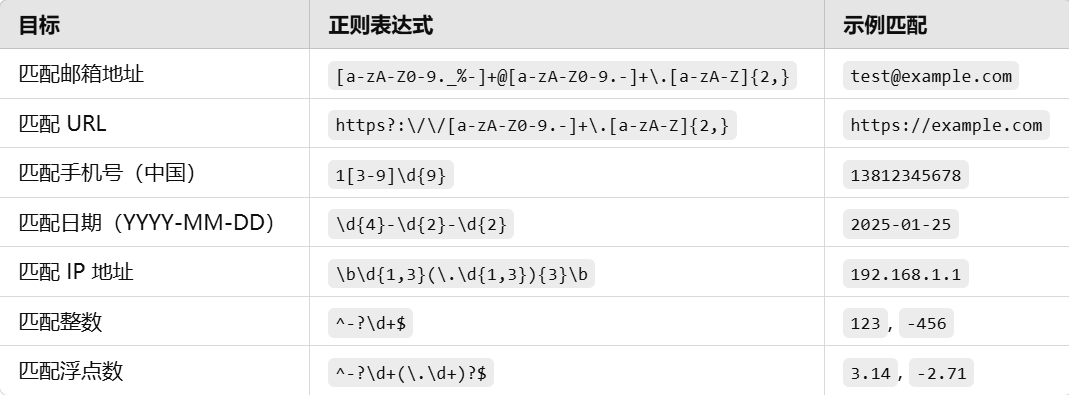 目标 正则表达式 示例匹配
匹配邮箱地址 [a-zA-Z0-9._%-]+@[a-zA-Z0-9.-]+\.[a-zA-Z]{2,} test@example.com
匹配 URL https?:\/\/[a-zA-Z0-9.-]+\.[a-zA-Z]{2,} https://example.com
匹配手机号（中国） 1[3-9]\d{9} 13812345678
匹配日期（YYYY-MM-DD） \d{4}-\d{2}-\d{2} 2025-01-25
匹配 IP 地址 \b\d{1,3}(\.\d{1,3}){3}\b 192.168.1.1
匹配整数 ^-?\d+$ 123, -456
匹配浮点数 ^-?\d+(\.\d+)?$ 3.14, -2.71